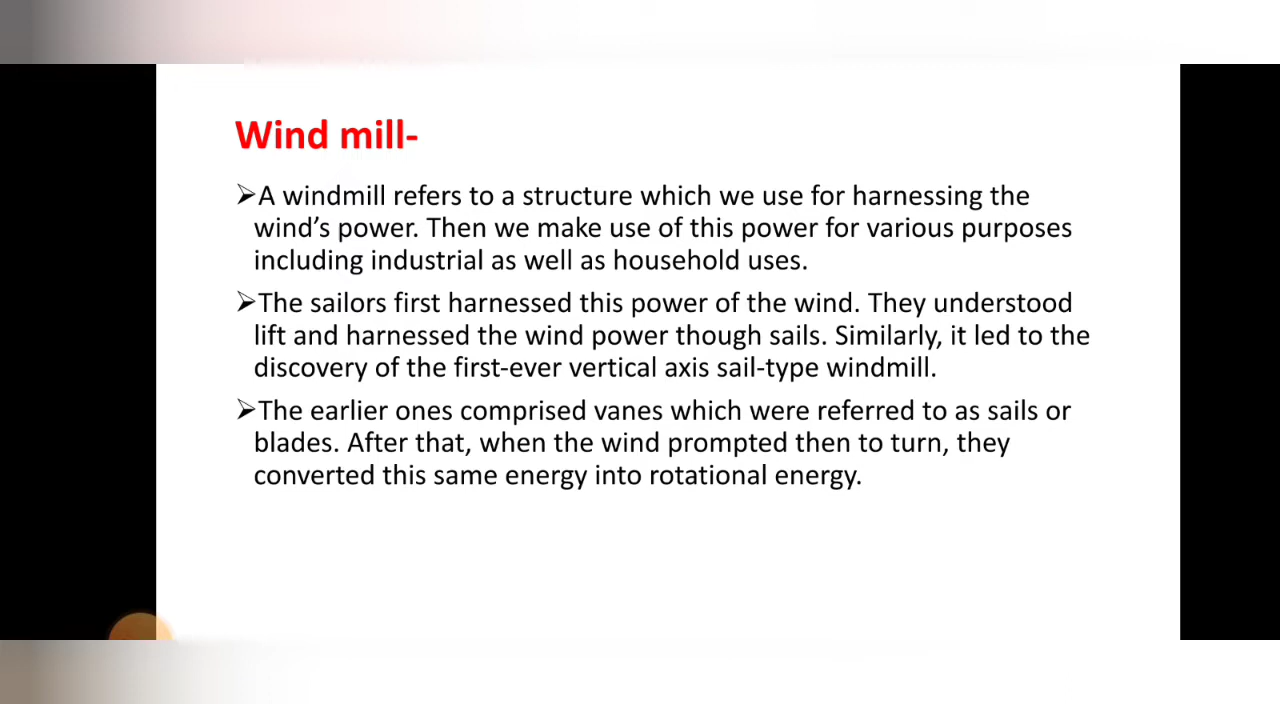 Wind mill-
➢A windmill refers to a structure which we use for harnessing the
wind's power. Then we make use of this power for various purposes
including industrial as well as household uses.
➢The sailors first harnessed this power of the wind. They understood
lift and harnessed the wind power though sails. Similarly, it led to the
discovery of the first-ever vertical axis sail-type windmill.
➢The earlier ones comprised vanes which were referred to as sails or
blades. After that, when the wind prompted then to turn, they
converted this same energy into rotational energy.